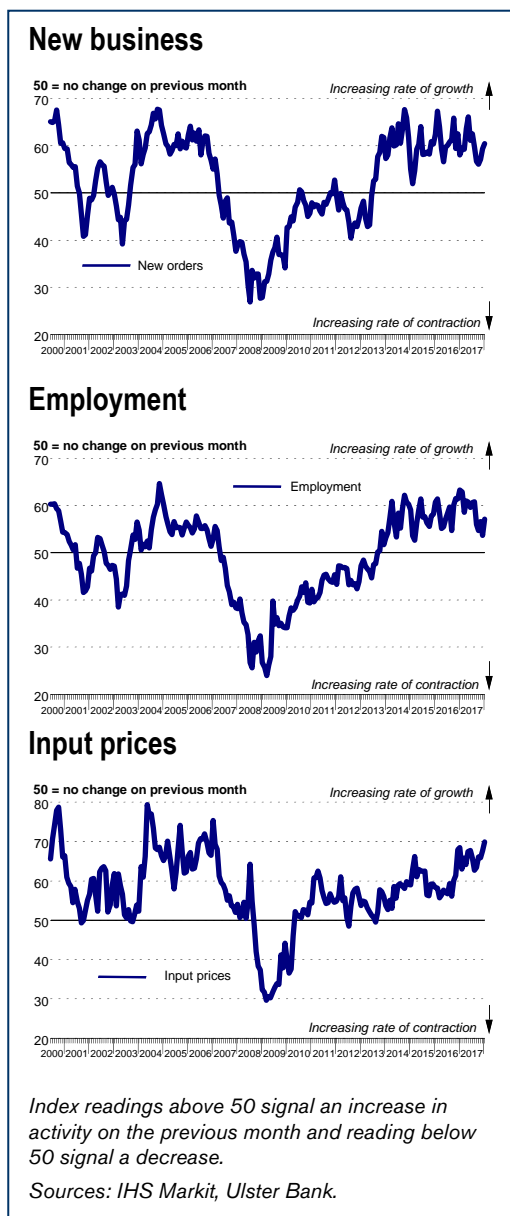 New business
50 = no change on previous month
Increasing rate of growth
70
60
50
40
30
20
New orders
Increasing rate of contraction
2000 2001 2002 2003 2004 2005 2006 2007 2008 2009 2010 2011 2012 2013 2014 2015 2016 2017
Employment
50 = no change on previous month
Increasing rate of growth
70
60
50
40
30
20
Employment
Increasing rate of contraction
2000 2001 2002 2003 2004 2005 2006 2007 2008 2009 2010 2011 2012 2013 2014 2015 2016 2017
Input prices
50 = no change on previous month
Increasing rate of growth
80
70
60
50
40
30
20
Input prices
Increasing rate of contraction
2000 2001 2002 2003 2004 2005 2006 2007 2008 2009 2010 2011 2012 2013 2014 2015 2016 2017
Index readings above 50 signal an increase in
activity on the previous month and reading below
50 signal a decrease.
Sources: IHS Markit, Ulster Bank.